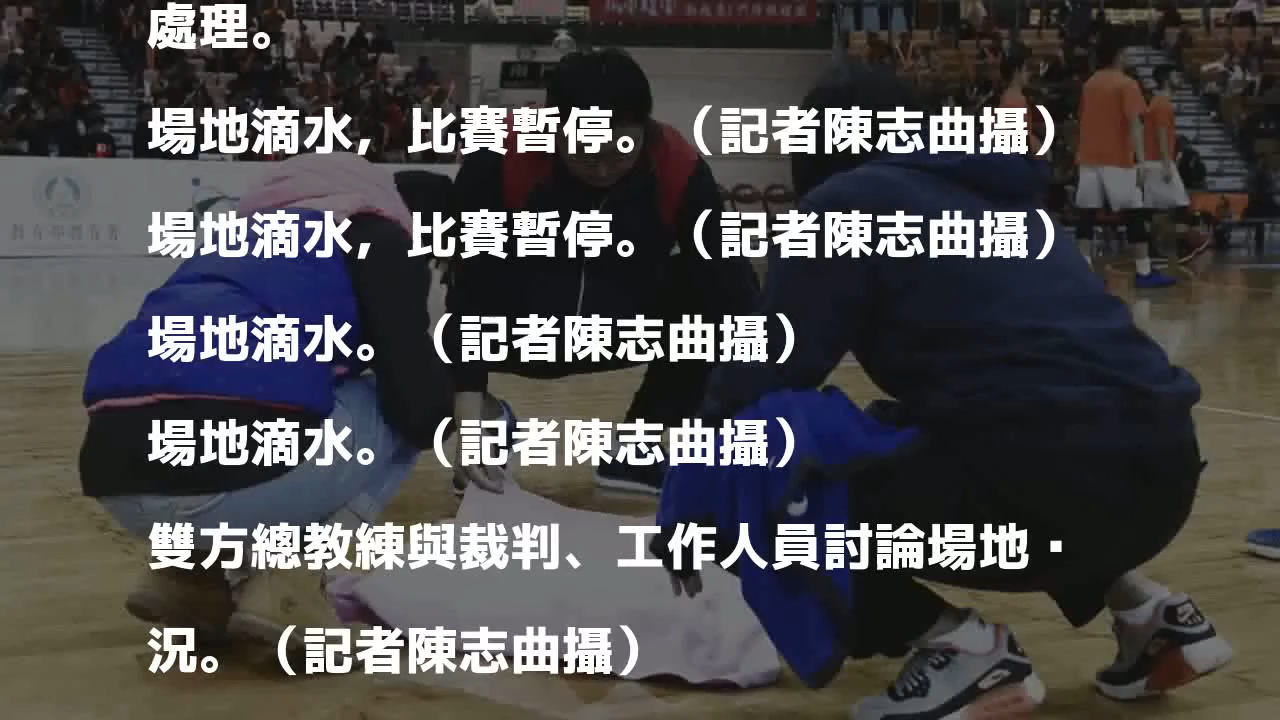 處理。
場地滴水，比賽暫停。（記者陳志曲攝）
場地滴水，比賽暫停。（記者陳志曲攝）
場地滴水。（記者陳志曲攝）
場地滴水。（記者陳志曲攝）
雙方總教練與裁判、工作人員討論場地·
況。（記者陳志曲攝）